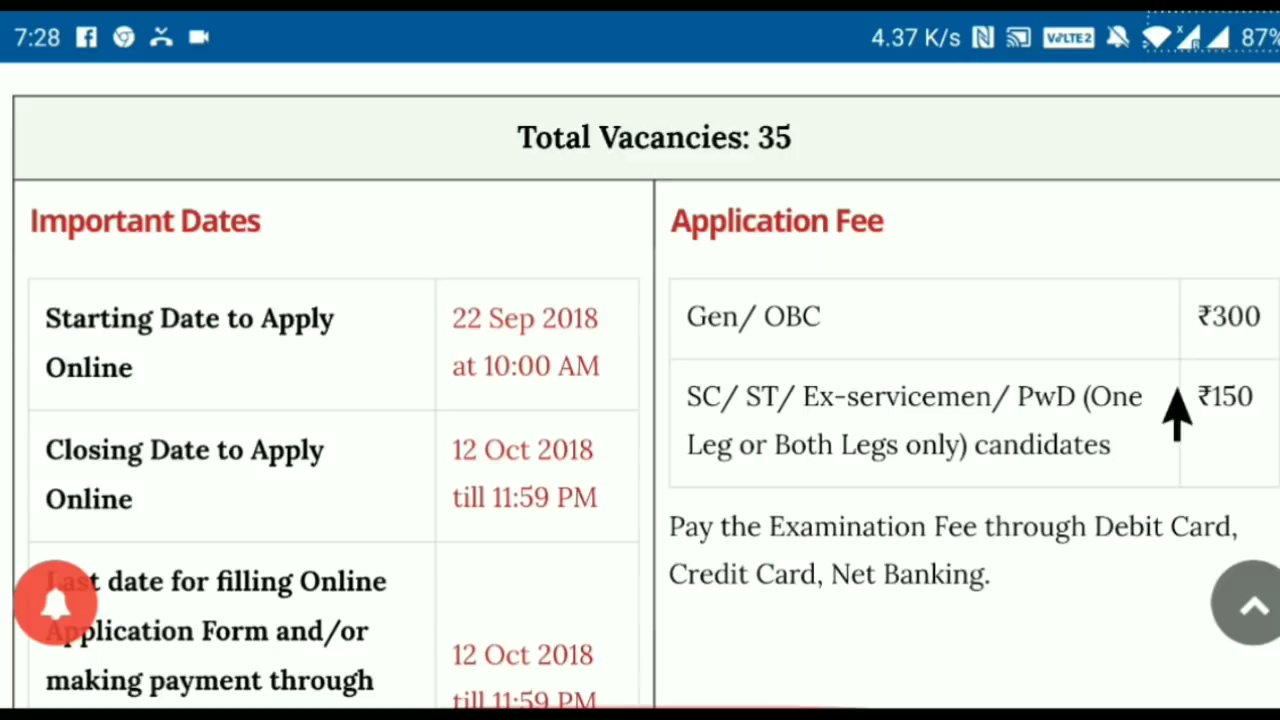 7:28
4.37 K/s
VoLTE2
87%
Total Vacancies: 35
Important Dates
Starting Date to Apply
Online
22 Sep 2018
at 10:00 AM
Closing Date to Apply
Online
12 Oct 2018
till 11:59 PM
Last date for filling Online
Application Form and/or
making payment through
12 Oct 2018
till 11:59 PM
Application Fee
Gen/ OBC
₹300
SC/ ST/ Ex-servicemen/ PwD (One
Leg or Both Legs only) candidates
₹150
Pay the Examination Fee through Debit Card,
Credit Card, Net Banking.